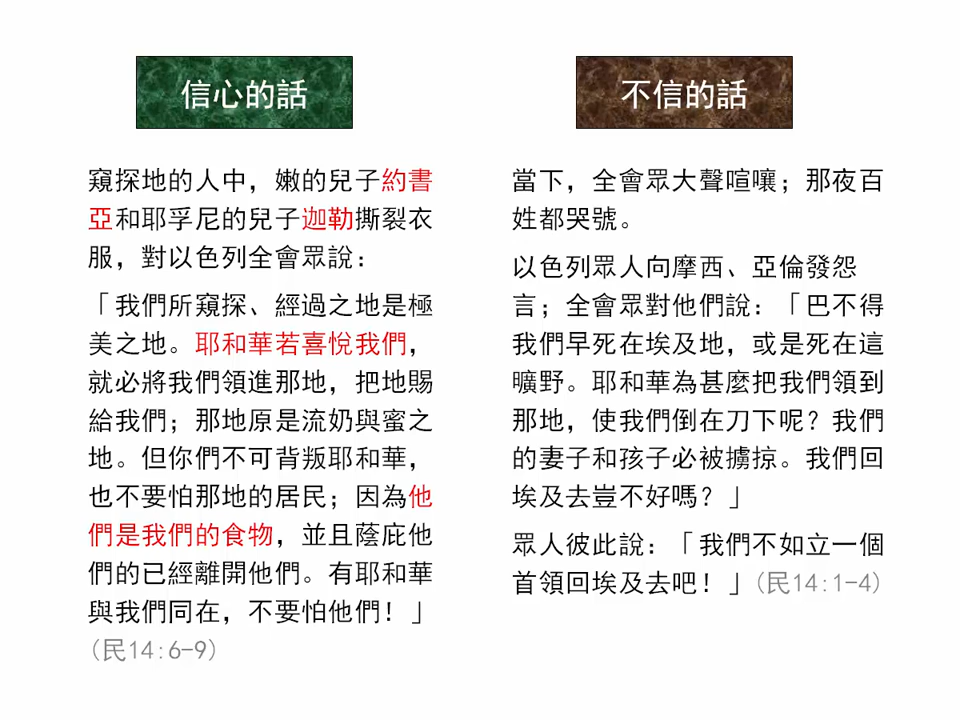 信心的話
窺探地的人中，嫩的兒子約書
亞和耶孚尼的兒子迦勒撕裂衣
服，對以色列全會眾說：
「我們所窺探、經過之地是極
美之地。耶和華若喜悅我們，
就必將我們領進那地，把地賜
給我們；那地原是流奶與蜜之
地。但你們不可背叛耶和華，
也不要怕那地的居民；因為他
們是我們的食物，並且蔭庇他
們的已經離開他們。有耶和華
與我們同在，不要怕他們！」
(民14:6-9)
不信的話
當下，全會眾大聲喧嚷；那夜百
姓都哭號。
以色列眾人向摩西、亞倫發怨
言；全會眾對他們說：「巴不得
我們早死在埃及地，或是死在這
曠野。耶和華為甚麼把我們領到
那地，使我們倒在刀下呢？我們
的妻子和孩子必被擄掠。我們回
埃及去豈不好嗎？」
眾人彼此說：「我們不如立一個
首領回埃及去吧！」(民14:1-4)